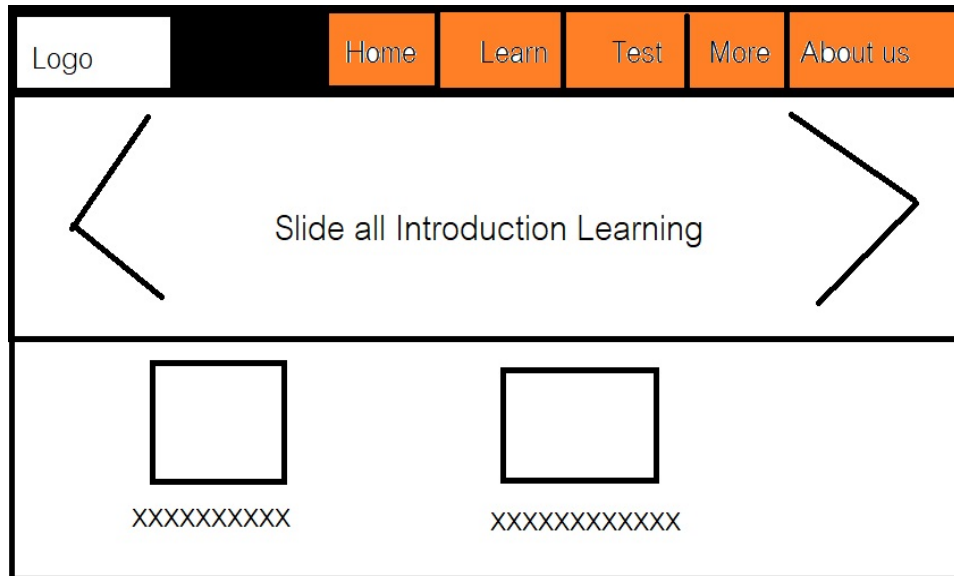 Logo Home Learn Test More About us
Slide all Introduction Learning
XXXXXXXXXX XXXXXXXXXXXX